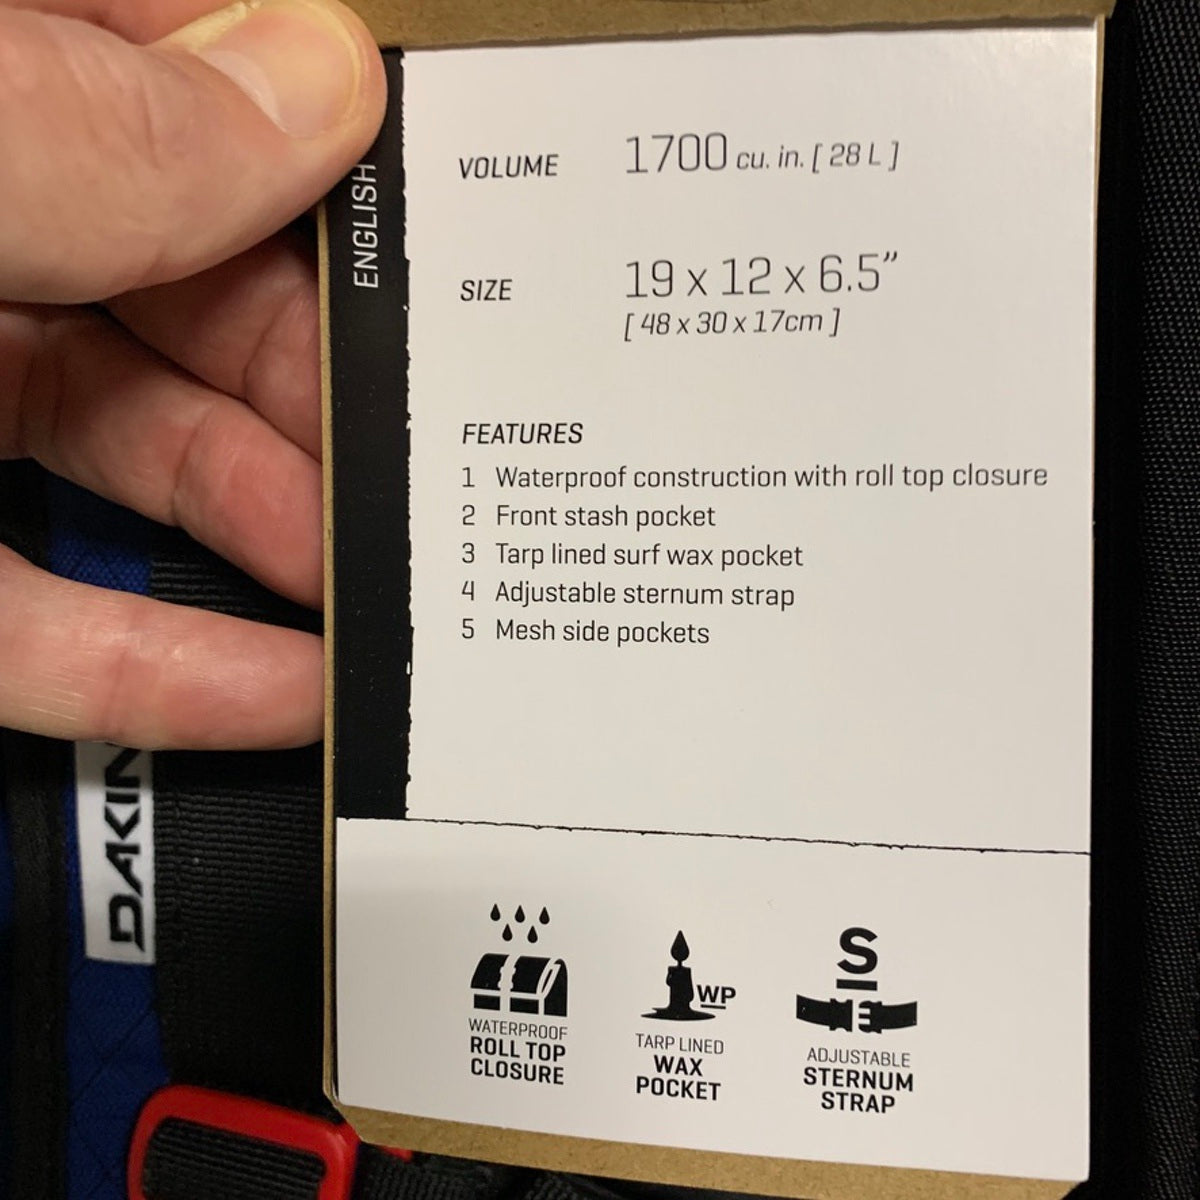 ENGLISH
VOLUME 1700 cu. in. [ 28 L ]
SIZE 19 x 12 x 6.5”
[ 48 x 30 x 17cm ]
FEATURES
1 Waterproof construction with roll top closure
2 Front stash pocket
3 Tarp lined surf wax pocket
4 Adjustable sternum strap
5 Mesh side pockets
DAKIN
WATERPROOF
ROLL TOP
CLOSURE
WP
TARP LINED
WAX
POCKET
S
ADJUSTABLE
STERNUM
STRAP